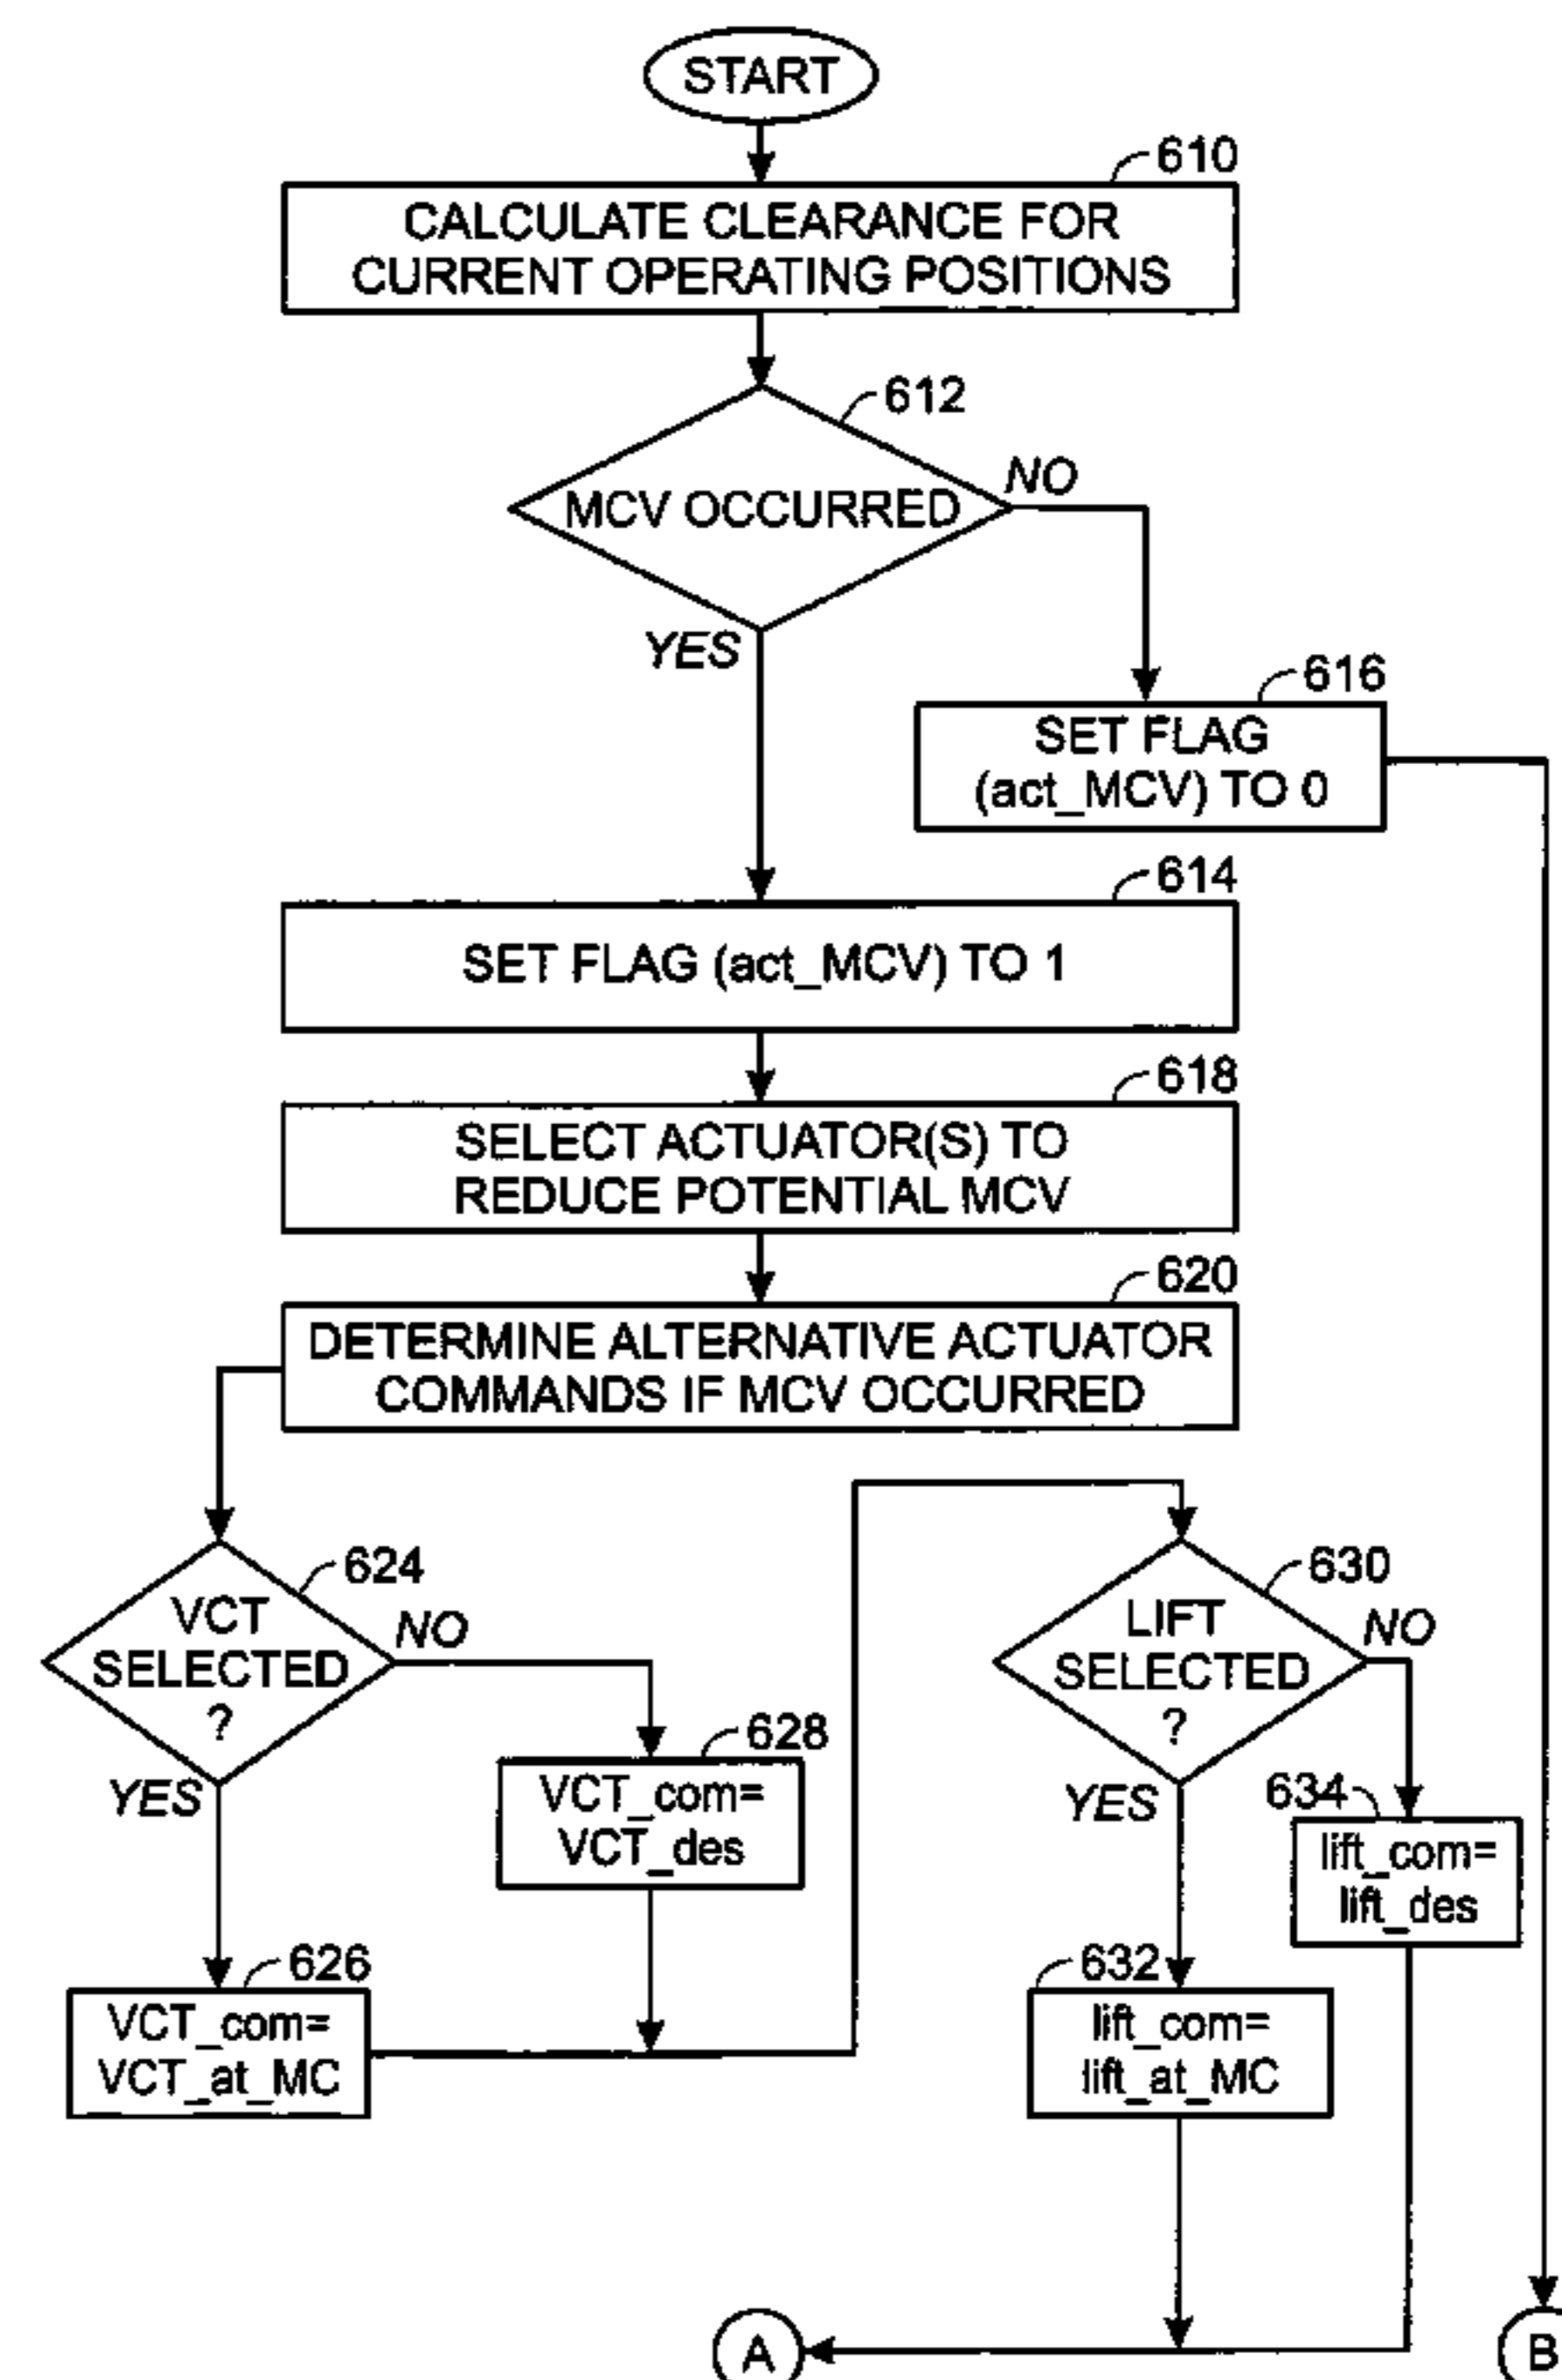 START
610
CALCULATE CLEARANCE FOR
CURRENT OPERATING POSITIONS
612
MCV OCCURRED
NO
YES
616
SET FLAG
(act_MCV) TO 0
614
SET FLAG (act_MCV) TO 1
618
SELECT ACTUATOR(S) TO
REDUCE POTENTIAL MCV
620
DETERMINE ALTERNATIVE ACTUATOR
COMMANDS IF MCV OCCURRED
624
VCT
SELECTED
?
NO
YES
628
VCT_com=
VCT_des
626
VCT_com=
VCT_at_MC
630
LIFT
SELECTED
?
NO
YES
634
lift_com=
lift_des
632
lift_com=
lift_at_MC
A
B